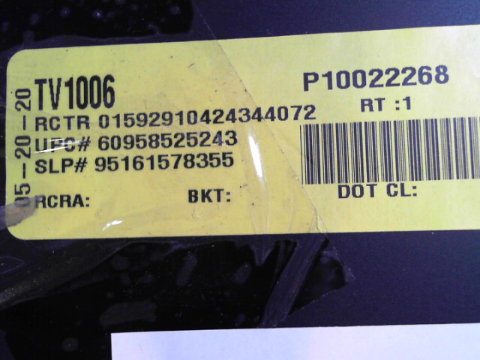 05-20-20
TV1006
P10022268
RCTR 01592910424344072
RT :1
UPC# 60958525243
SLP# 95161578355
RCRA:
BKT:
DOT CL: